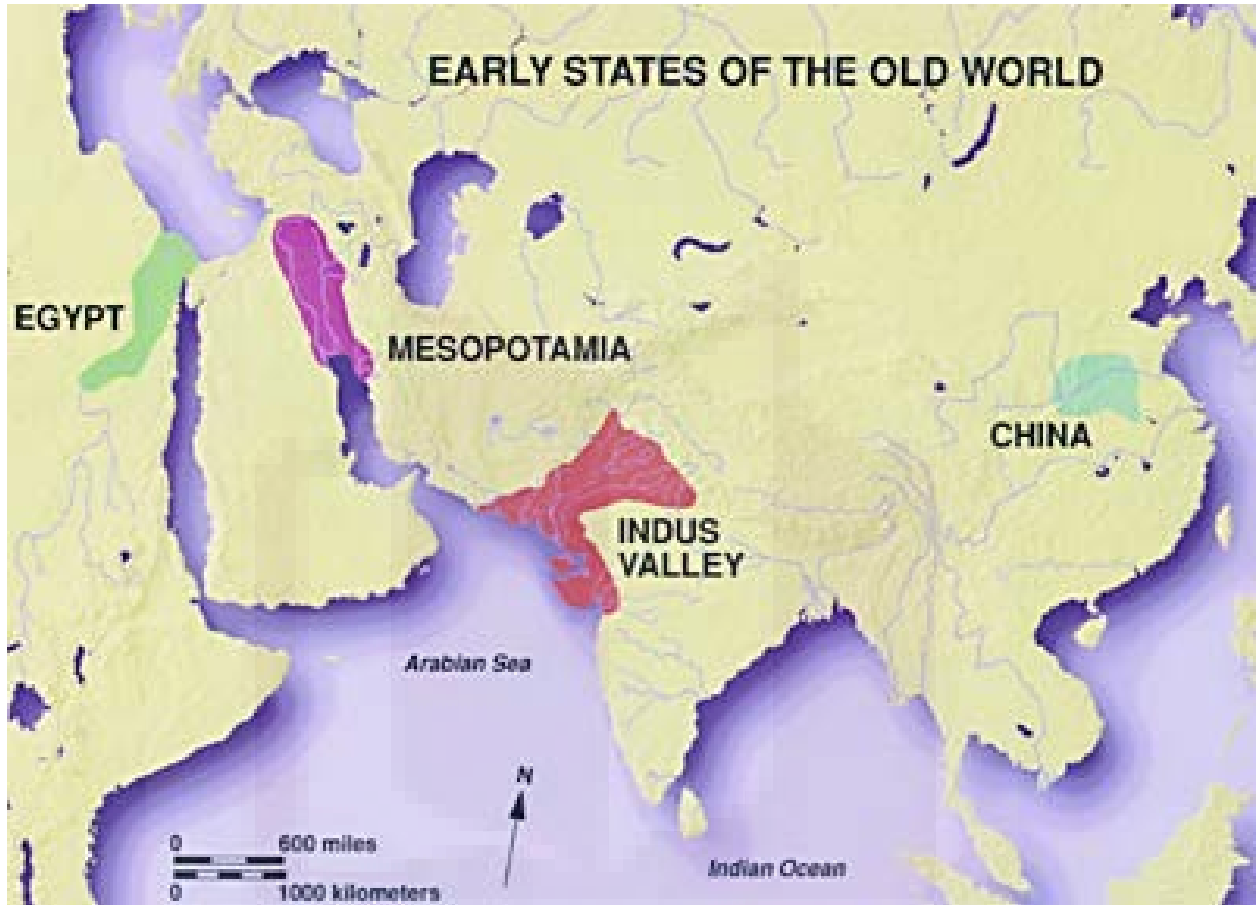 EARLY STATES OF THE OLD WORLD
EGYPT
MESOPOTAMIA
CHINA
INDUS
VALLEY
Arabian Sea
N
0 600 miles
0 1000 kilometers
Indian Ocean